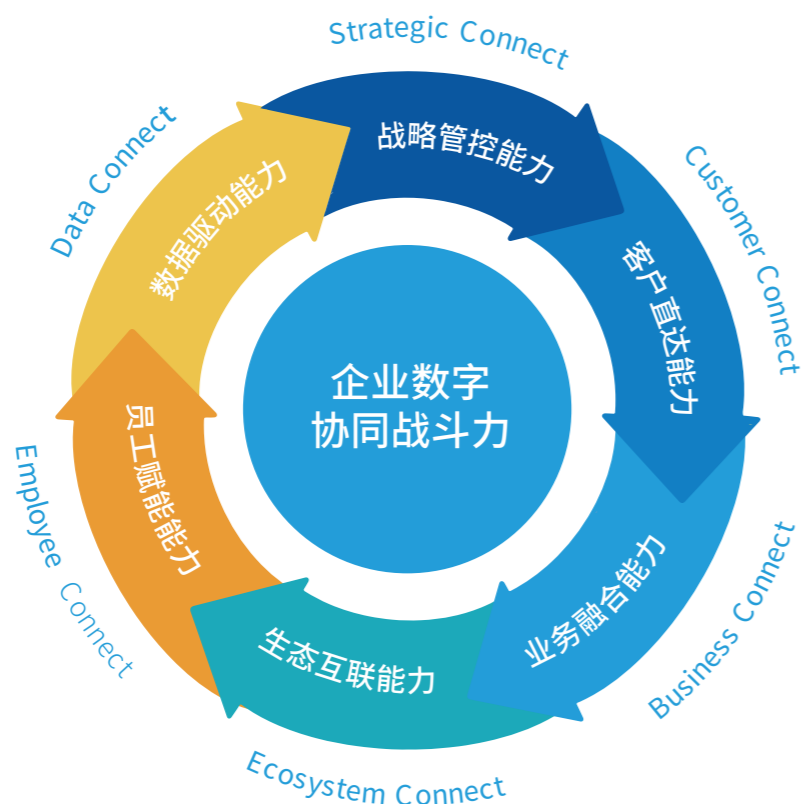 Strategic Connect
战略管控能力
Customer Connect
客户直达能力
Business Connect
业务融合能力
Ecosystem Connect
生态互联能力
Employee Connect
员工赋能能力
Data Connect
数据驱动能力
企业数字
协同战斗力